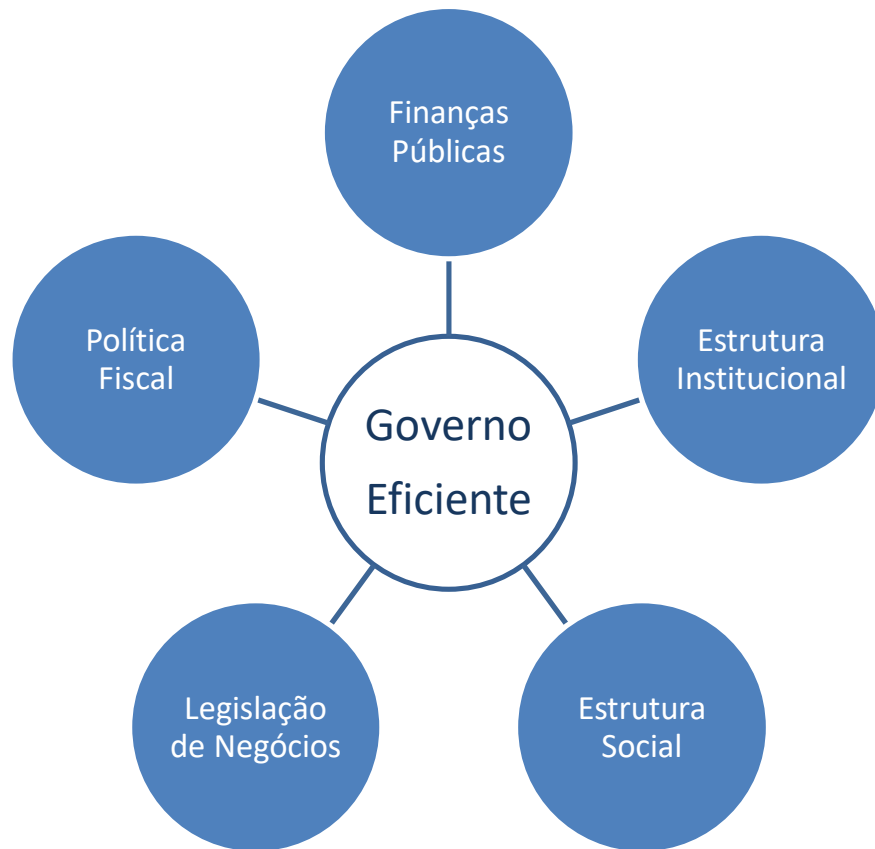 Finanças
Públicas
Política
Fiscal
Estrutura
Institucional
Governo
Eficiente
Legislação
de Negócios
Estrutura
Social